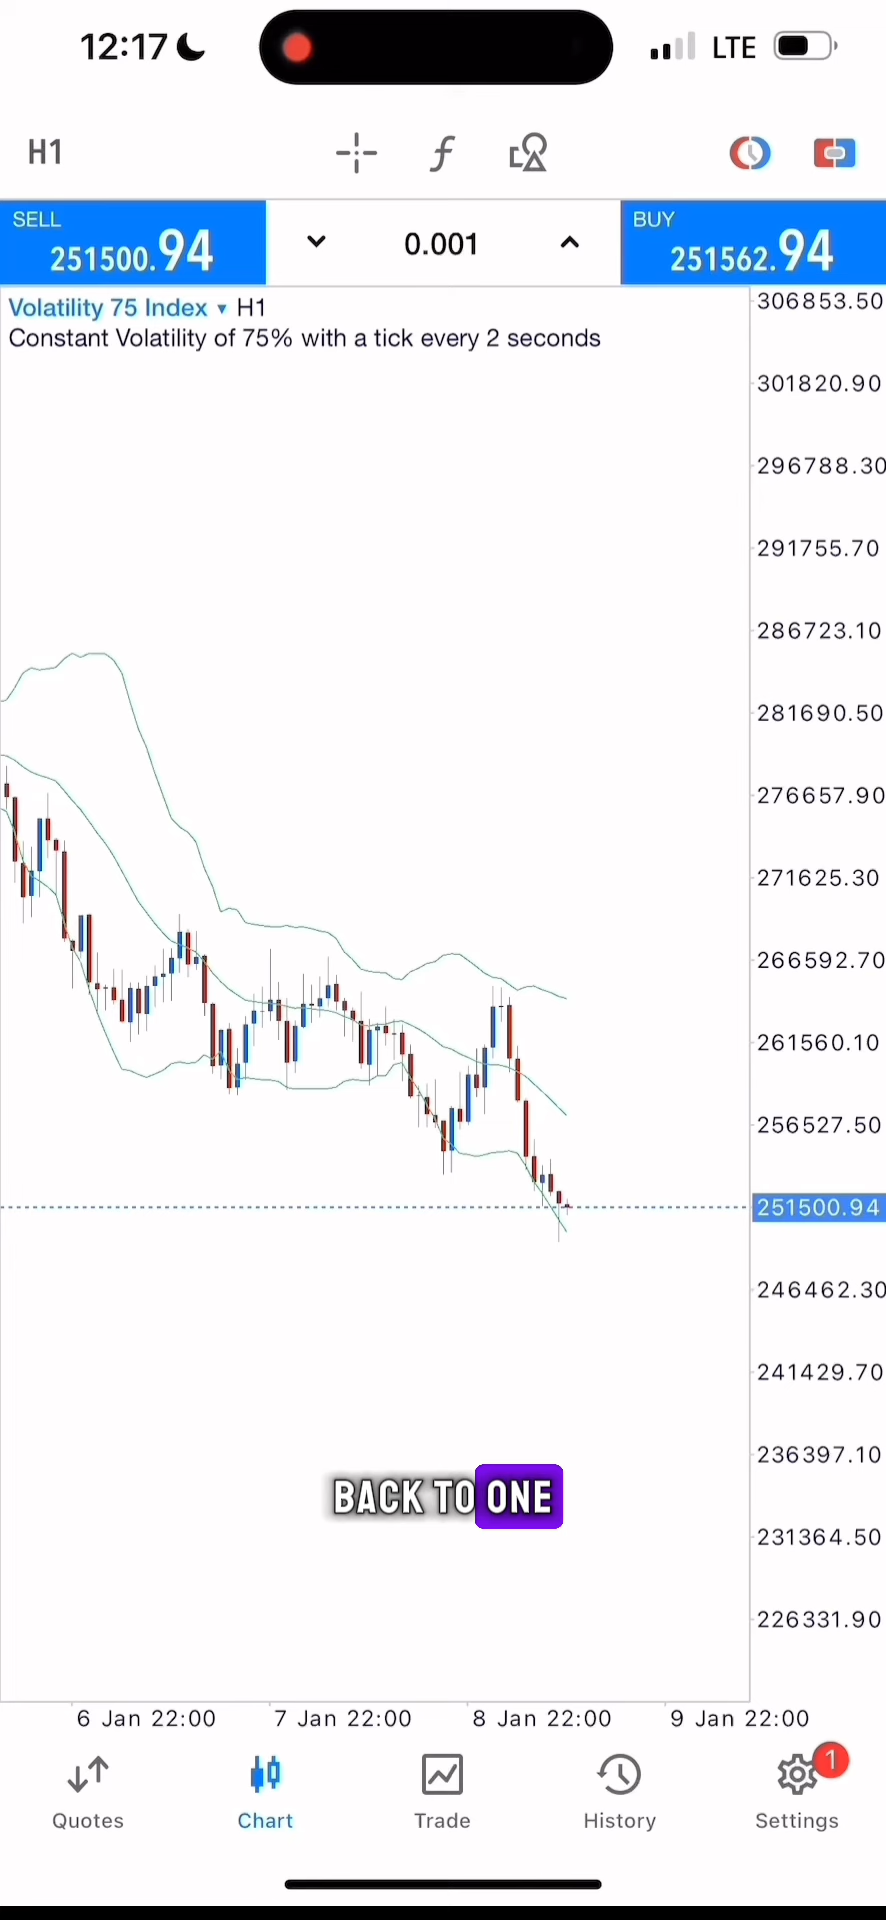 12:17
LTE
H1
SELL
251500.94
0.001
BUY
251562.94
Volatility 75 Index ▾ H1
Constant Volatility of 75% with a tick every 2 seconds
306853.50
301820.90
296788.30
291755.70
286723.10
281690.50
276657.90
271625.30
266592.70
261560.10
256527.50
251500.94
246462.30
241429.70
236397.10
BACK TO ONE
231364.50
226331.90
6 Jan 22:00
7 Jan 22:00
8 Jan 22:00
9 Jan 22:00
1
Quotes
Chart
Trade
History
Settings